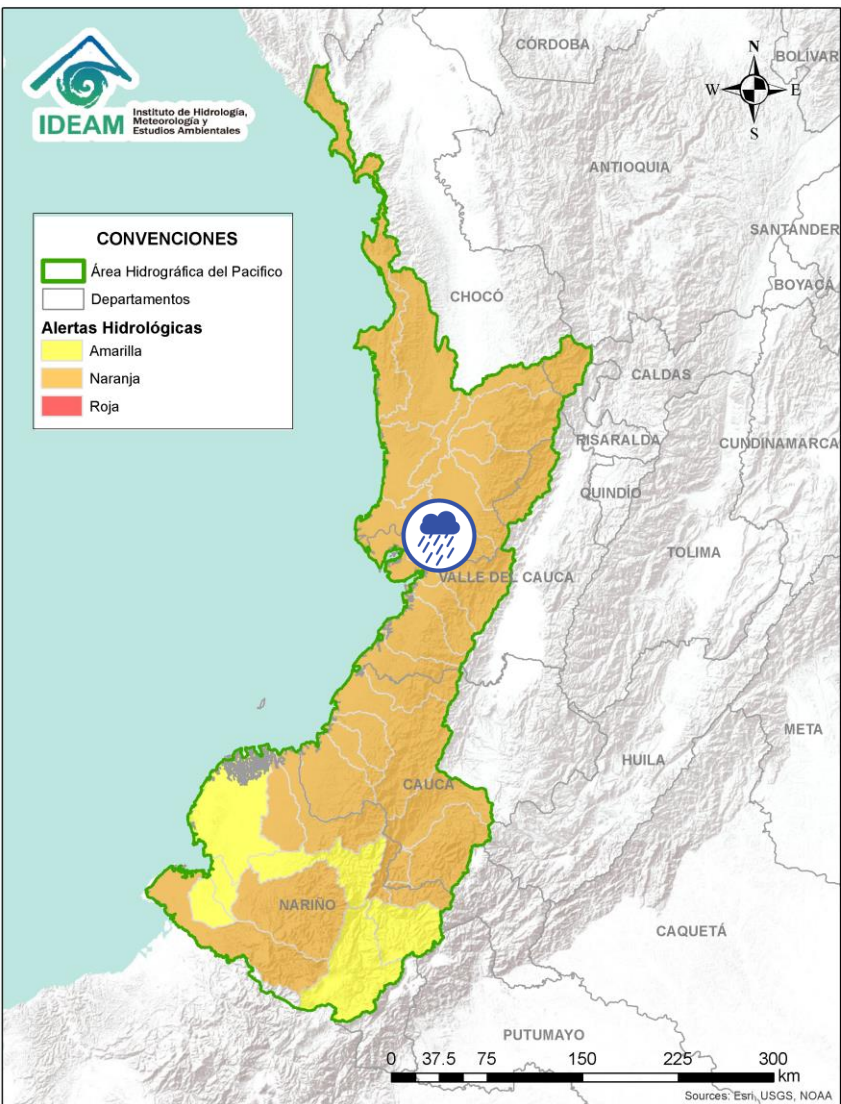 IDEAM
Instituto de Hidrología,
Meteorología y
Estudios Ambientales
CÓRDOBA
BOLÍVAR
N
W
E
S
ANTIOQUIA
SANTANDER
BOYACÁ
CONVENCIONES
Área Hidrográfica del Pacifico
Departamentos
Alertas Hidrológicas
Amarilla
Naranja
Roja
CHOCÓ
CALDAS
RISARALDA
CUNDINAMARCA
QUINDÍO
TOLIMA
VALLE DEL CAUCA
META
HUILA
CAUCA
NARIÑO
CAQUETÁ
PUTUMAYO
0 37.5 75 150 225 300
km
Sources: Esri, USGS, NOAA